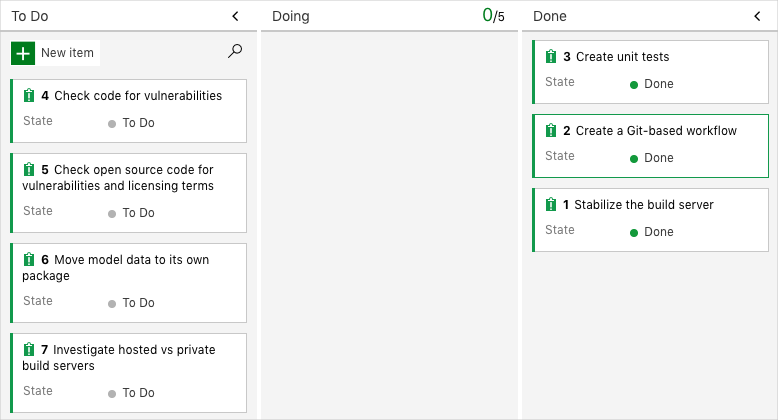 To Do
New item
4 Check code for vulnerabilities
State To Do
5 Check open source code for
vulnerabilities and licensing terms
State To Do
6 Move model data to its own
package
State To Do
7 Investigate hosted vs private
build servers
State To Do
Doing 0/5
Done
3 Create unit tests
State Done
2 Create a Git-based workflow
State Done
1 Stabilize the build server
State Done